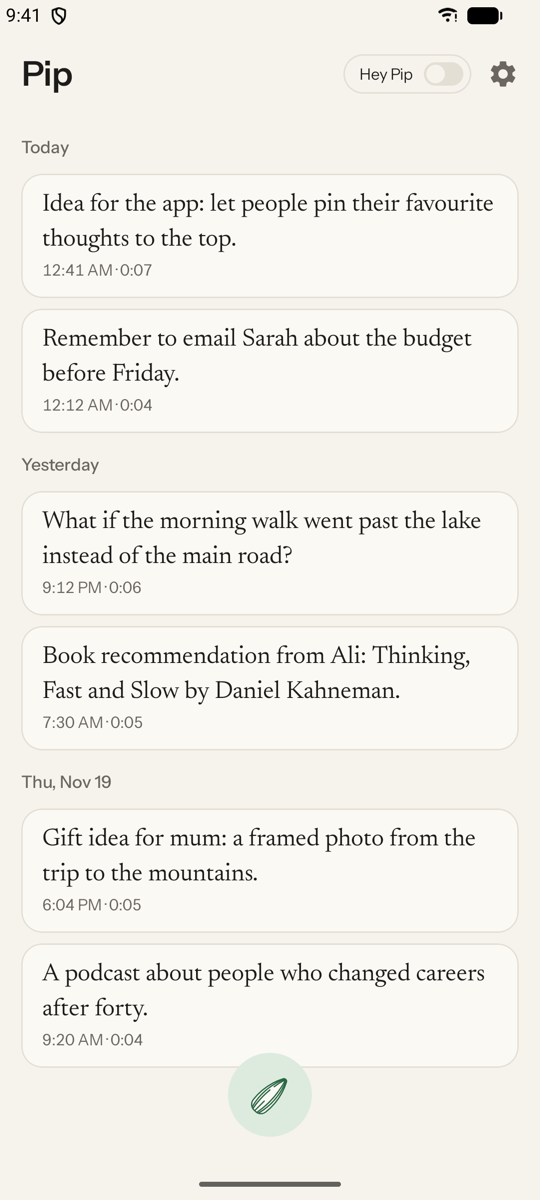 9:41
Pip
Hey Pip
Today
Idea for the app: let people pin their favourite
thoughts to the top.
12:41 AM·0:07
Remember to email Sarah about the budget
before Friday.
12:12 AM·0:04
Yesterday
What if the morning walk went past the lake
instead of the main road?
9:12 PM·0:06
Book recommendation from Ali: Thinking,
Fast and Slow by Daniel Kahneman.
7:30 AM·0:05
Thu, Nov 19
Gift idea for mum: a framed photo from the
trip to the mountains.
6:04 PM·0:05
A podcast about people who changed careers
after forty.
9:20 AM·0:04